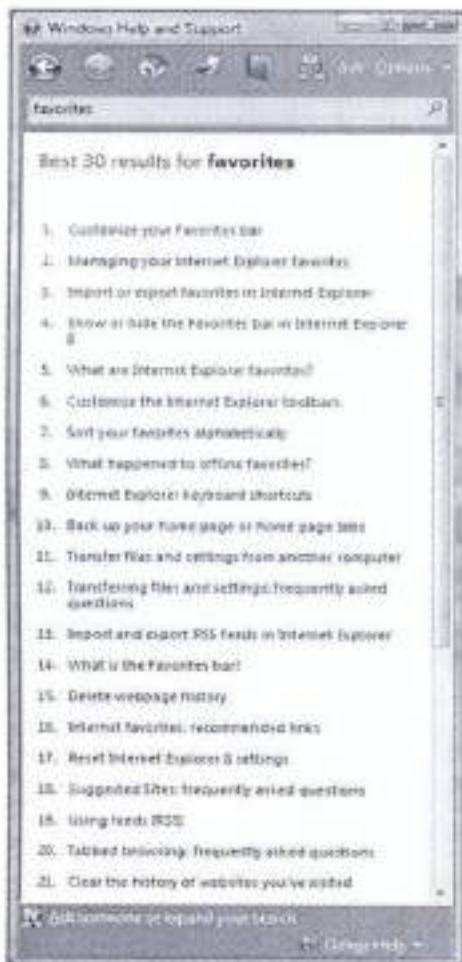 Windows Help and Support
Ask Options
favorites
Best 30 results for favorites
1. Customize your Favorites bar
2. Managing your Internet Explorer favorites
3. Import or export favorites in Internet Explorer
4. Show or hide the Favorites bar in Internet Explorer
8
5. What are Internet Explorer favorites?
6. Customize the Internet Explorer toolbars
7. Sort your favorites alphabetically
8. What happened to offline favorites?
9. Internet Explorer keyboard shortcuts
10. Back up your home page or home page tabs
11. Transfer files and settings from another computer
12. Transferring files and settings: frequently asked
questions
13. Import and export RSS feeds in Internet Explorer
14. What is the Favorites bar?
15. Delete webpage history
16. Internet favorites: recommended links
17. Reset Internet Explorer 8 settings
18. Suggested Sites: frequently asked questions
19. Using feeds (RSS)
20. Tabbed browsing: frequently asked questions
21. Clear the history of websites you've visited
Ask someone or expand your search
Online Help